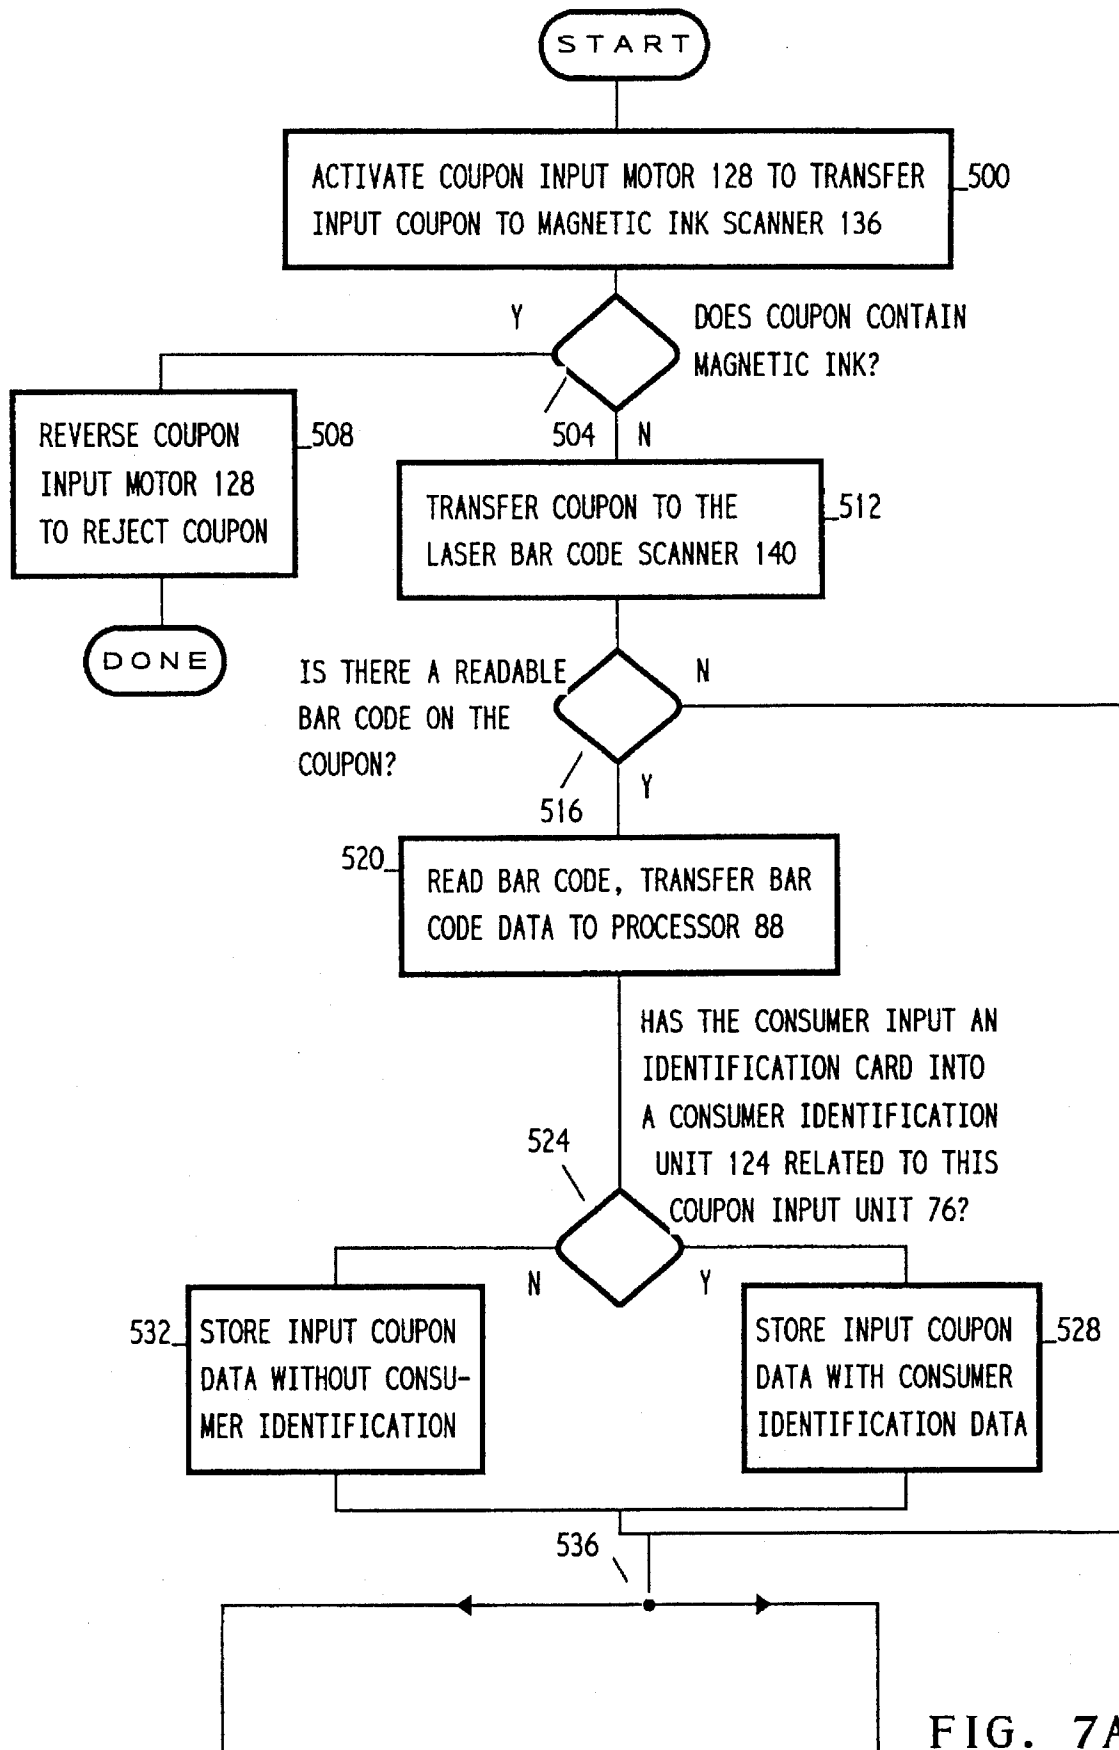 START
ACTIVATE COUPON INPUT MOTOR 128 TO TRANSFER
INPUT COUPON TO MAGNETIC INK SCANNER 136
500
Y
DOES COUPON CONTAIN
MAGNETIC INK?
504
N
REVERSE COUPON
INPUT MOTOR 128
TO REJECT COUPON
508
DONE
TRANSFER COUPON TO THE
LASER BAR CODE SCANNER 140
512
IS THERE A READABLE
BAR CODE ON THE
COUPON?
N
516
Y
520
READ BAR CODE, TRANSFER BAR
CODE DATA TO PROCESSOR 88
HAS THE CONSUMER INPUT AN
IDENTIFICATION CARD INTO
A CONSUMER IDENTIFICATION
UNIT 124 RELATED TO THIS
COUPON INPUT UNIT 76?
524
N
Y
532
STORE INPUT COUPON
DATA WITHOUT CONSU-
MER IDENTIFICATION
STORE INPUT COUPON
DATA WITH CONSUMER
IDENTIFICATION DATA
528
536
FIG. 7A